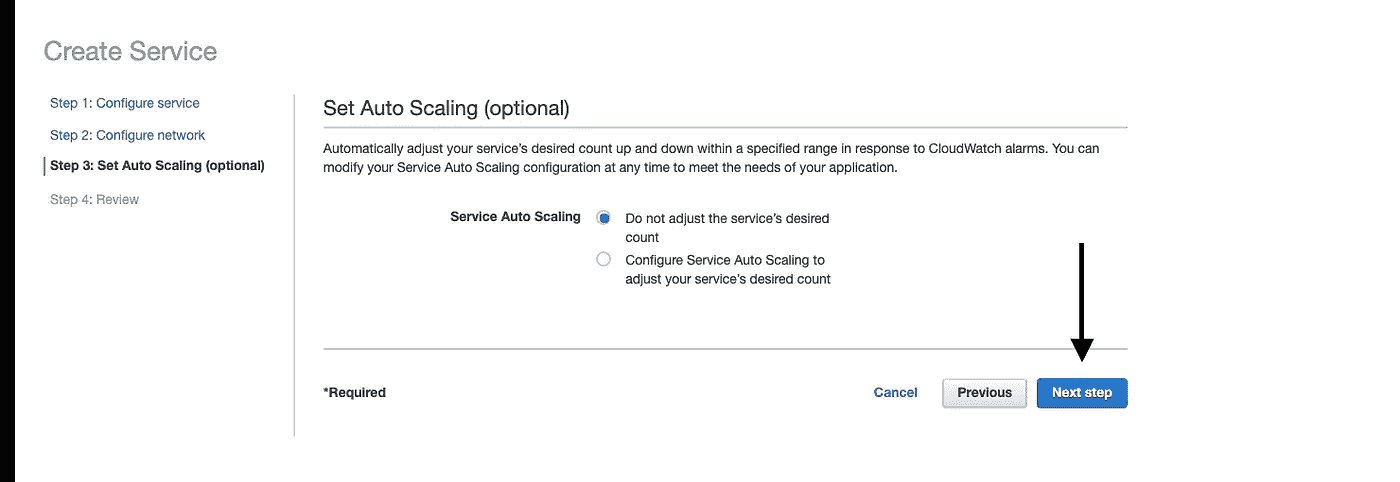 Create Service
Step 1: Configure service
Step 2: Configure network
Step 3: Set Auto Scaling (optional)
Step 4: Review
Set Auto Scaling (optional)
Automatically adjust your service's desired count up and down within a specified range in response to CloudWatch alarms. You can
modify your Service Auto Scaling configuration at any time to meet the needs of your application.
Service Auto Scaling
Do not adjust the service's desired
count
Configure Service Auto Scaling to
adjust your service's desired count
*Required
Cancel
Previous
Next step